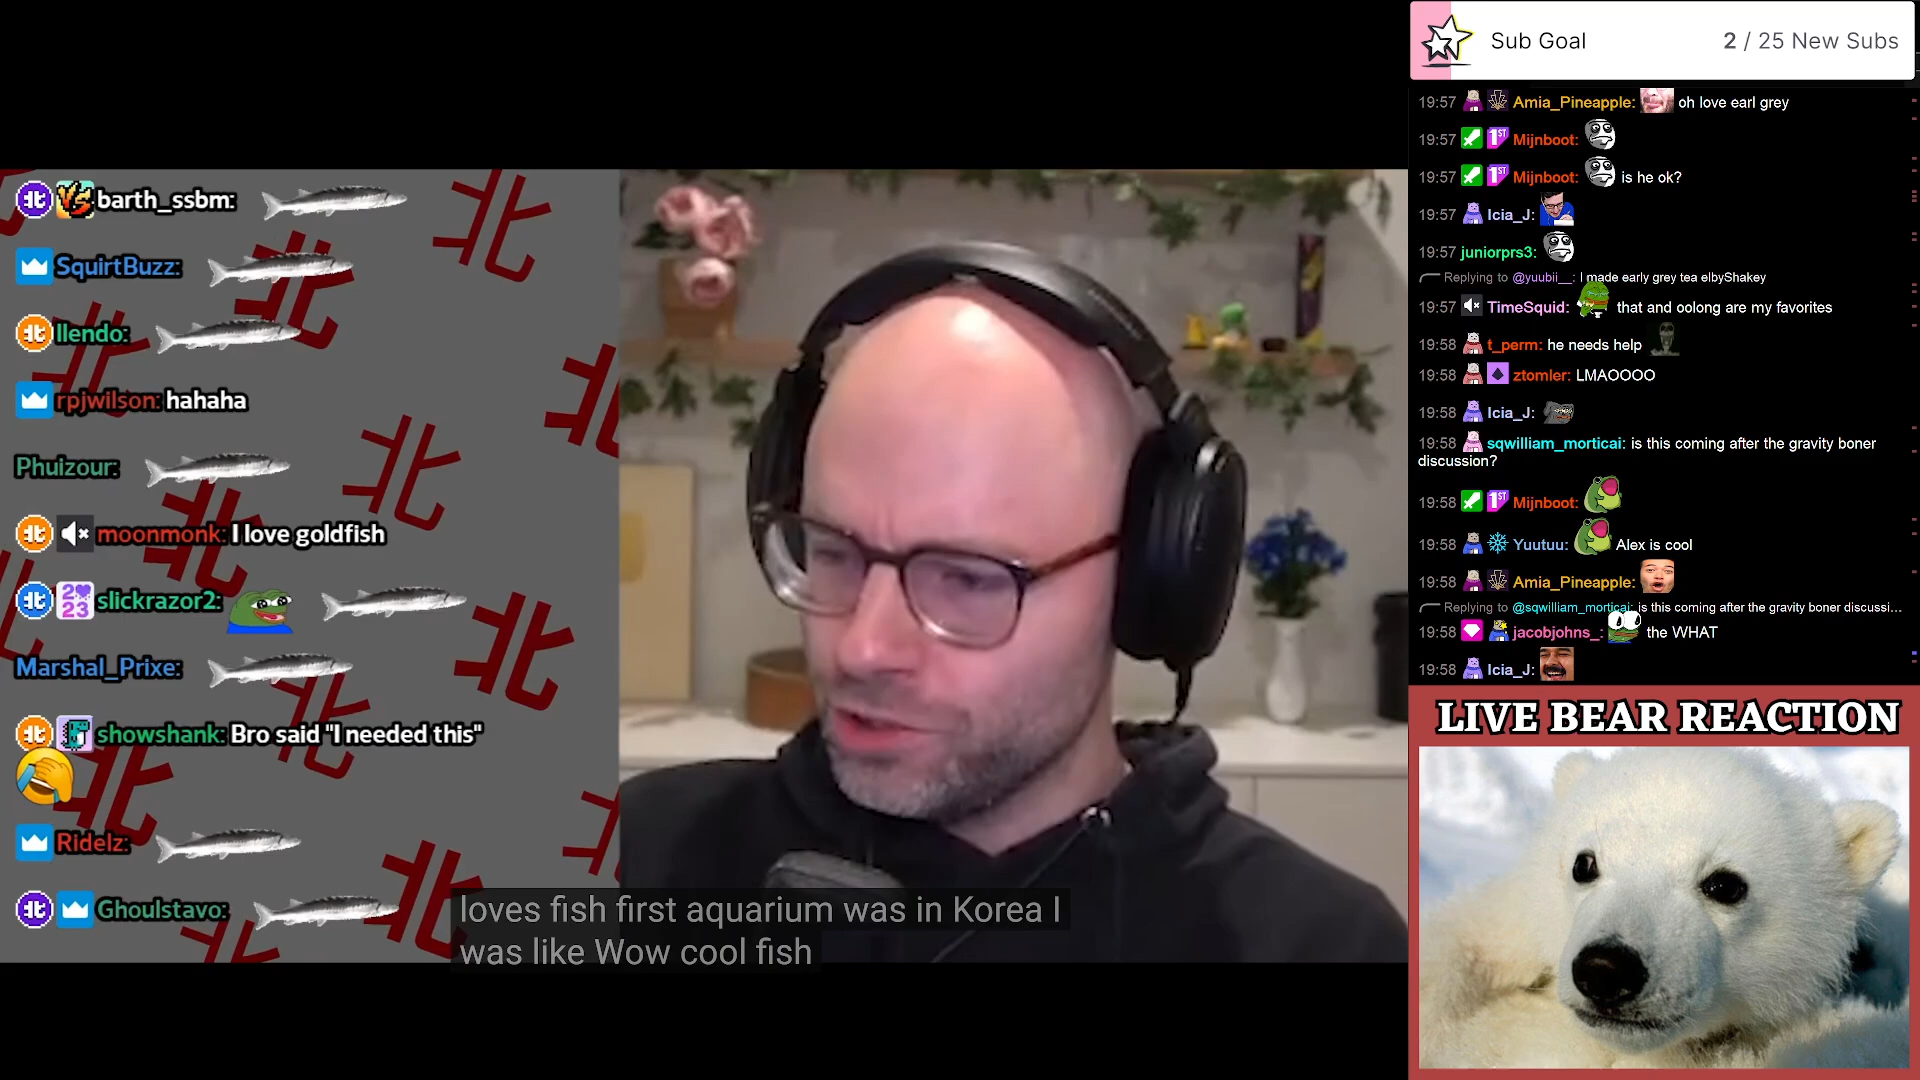 Sub Goal 2 / 25 New Subs
barth_ssbm:
SquirtBuzz:
llendo:
rpjwilson: hahaha
Phuizour:
moonmonk: I love goldfish
slickrazor2:
Marshal_Prixe:
showshank: Bro said "I needed this"
Ridelz:
Ghoulstavo:
北
loves fish first aquarium was in Korea I
was like Wow cool fish
19:57 Amia_Pineapple: oh love earl grey
19:57 1ST Mijnboot:
19:57 1ST Mijnboot: is he ok?
19:57 Icia_J:
19:57 juniorprs3:
Replying to @yuubii__: I made early grey tea elbyShakey
19:57 TimeSquid: that and oolong are my favorites
19:58 t_perm: he needs help
19:58 ztomler: LMAOOOO
19:58 Icia_J:
19:58 sqwilliam_morticai: is this coming after the gravity boner
discussion?
19:58 1ST Mijnboot:
19:58 Yuutuu: Alex is cool
19:58 Amia_Pineapple:
Replying to @sqwilliam_morticai: is this coming after the gravity boner discussi...
19:58 jacobjohns_: the WHAT
19:58 Icia_J:
LIVE BEAR REACTION